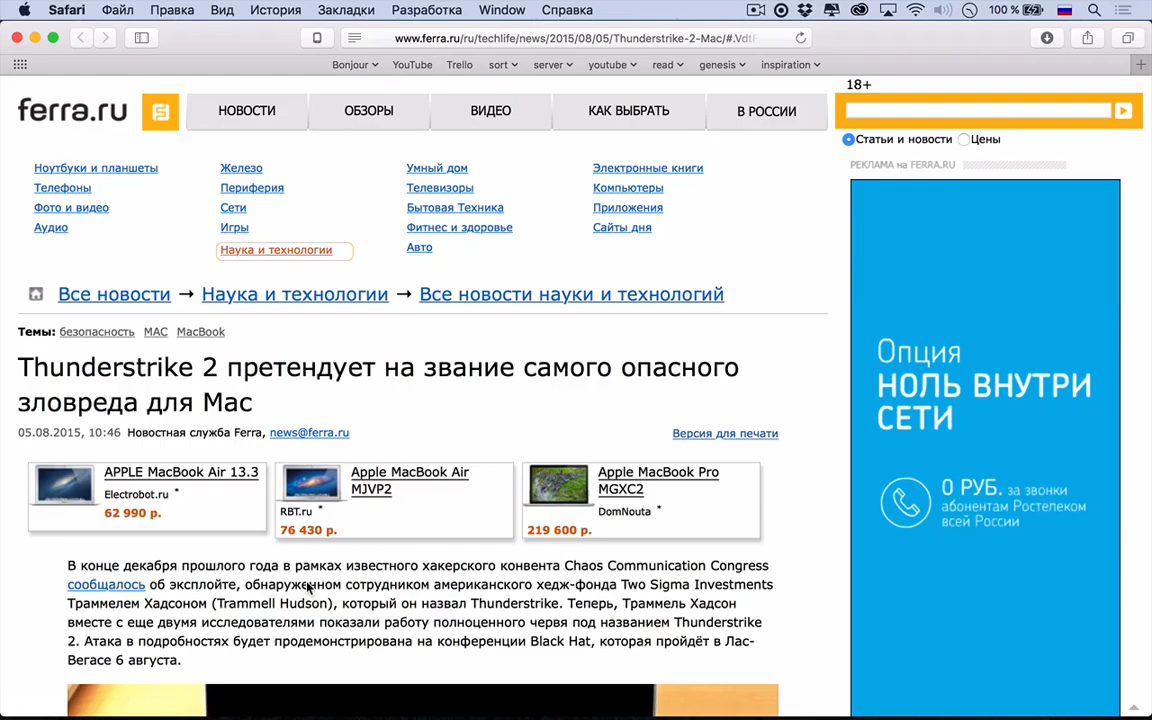 Safari Файл Правка Вид История Закладки Разработка Window Справка 100 %
www.ferra.ru/ru/techlife/news/2015/08/05/Thunderstrike-2-Mac/#.Vdt
Bonjour YouTube Trello sort server youtube read genesis inspiration
18+
ferra.ru НОВОСТИ ОБЗОРЫ ВИДЕО КАК ВЫБРАТЬ В РОССИИ
Статьи и новости Цены
РЕКЛАМА на FERRA.RU
Ноутбуки и планшеты Железо Умный дом Электронные книги
Телефоны Периферия Телевизоры Компьютеры
Фото и видео Сети Бытовая Техника Приложения
Аудио Игры Фитнес и здоровье Сайты дня
Наука и технологии Авто
Все новости → Наука и технологии → Все новости науки и технологий
Темы: безопасность MAC MacBook
Thunderstrike 2 претендует на звание самого опасного
зловреда для Mac
05.08.2015, 10:46 Новостная служба Ferra, news@ferra.ru Версия для печати
APPLE MacBook Air 13.3
Electrobot.ru *
62 990 р.
Apple MacBook Air
MJVP2
RBT.ru *
76 430 р.
Apple MacBook Pro
MGXC2
DomNouta *
219 600 р.
В конце декабря прошлого года в рамках известного хакерского конвента Chaos Communication Congress
сообщалось об эксплойте, обнаруженном сотрудником американского хедж-фонда Two Sigma Investments
Траммелем Хадсоном (Trammell Hudson), который он назвал Thunderstrike. Теперь, Траммель Хадсон
вместе с еще двумя исследователями показали работу полноценного червя под названием Thunderstrike
2. Атака в подробностях будет продемонстрирована на конференции Black Hat, которая пройдёт в Лас-
Вегасе 6 августа.
Опция
НОЛЬ ВНУТРИ
СЕТИ
0 РУБ. за звонки
абонентам Ростелеком
всей России